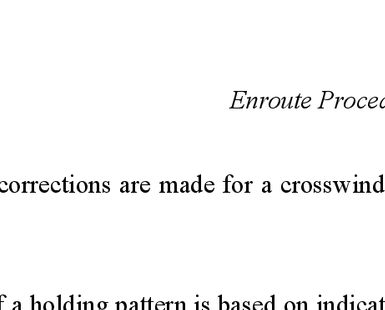 Enroute Proced
corrections are made for a crosswind
f a holding pattern is based on indicat